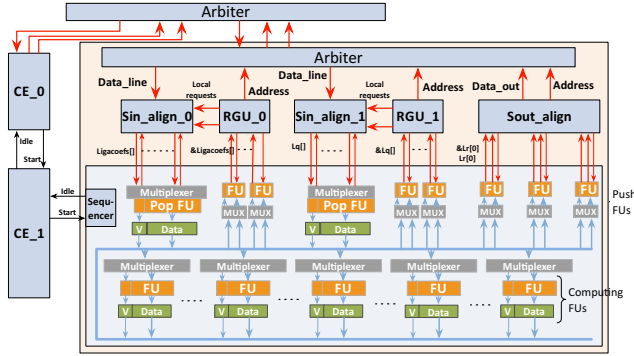 Arbiter
Arbiter
CE_0
Data_line
Local
requests
Address
Data_line
Local
requests
Address
Data_out
Address
Sin_align_0
RGU_0
Sin_align_1
RGU_1
Sout_align
Idle
Start
Ligacoefs[]
&Ligacoefs[]
Lq[]
&Lq[]
&Lr[0]
Lr[0]
CE_1
Idle
Start
Sequ-
encer
Multiplexer
Pop FU
V Data
FU FU
MUX MUX
Multiplexer
Pop FU
V Data
FU FU
MUX MUX
FU FU FU
MUX MUX MUX
Push
FUs
Multiplexer Multiplexer Multiplexer Multiplexer Multiplexer
FU FU FU FU FU
V Data V Data V Data V Data V Data
Computing
FUs